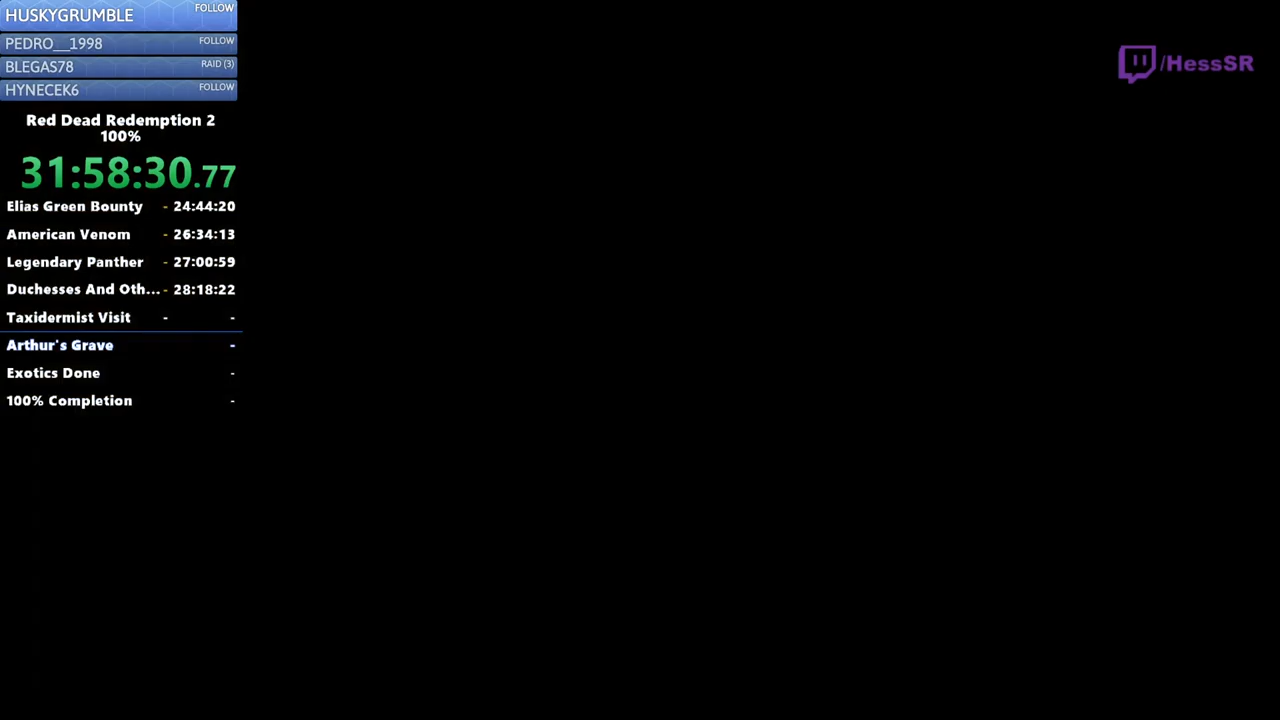 HUSKYGRUMBLE FOLLOW
PEDRO__1998 FOLLOW
BLEGAS78 RAID (3)
HYNECEK6 FOLLOW
/HessSR
Red Dead Redemption 2
100%
31:58:30.77
Elias Green Bounty - 24:44:20
American Venom - 26:34:13
Legendary Panther - 27:00:59
Duchesses And Oth... - 28:18:22
Taxidermist Visit - -
Arthur's Grave -
Exotics Done -
100% Completion -